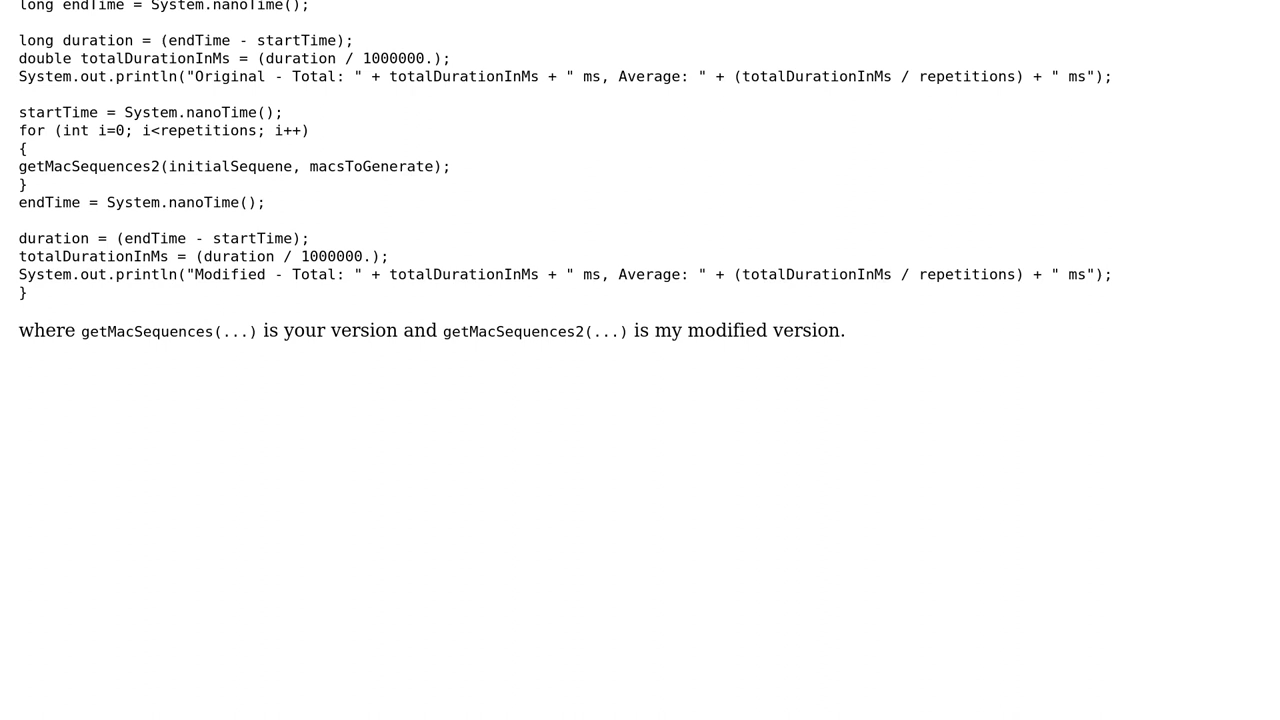 long endTime = System.nanoTime();
long duration = (endTime - startTime);
double totalDurationInMs = (duration / 1000000.);
System.out.println("Original - Total: " + totalDurationInMs + " ms, Average: " + (totalDurationInMs / repetitions) + " ms");
startTime = System.nanoTime();
for (int i=0; i<repetitions; i++)
{
getMacSequences2(initialSequene, macsToGenerate);
}
endTime = System.nanoTime();
duration = (endTime - startTime);
totalDurationInMs = (duration / 1000000.);
System.out.println("Modified - Total: " + totalDurationInMs + " ms, Average: " + (totalDurationInMs / repetitions) + " ms");
}
where getMacSequences(...) is your version and getMacSequences2(...) is my modified version.